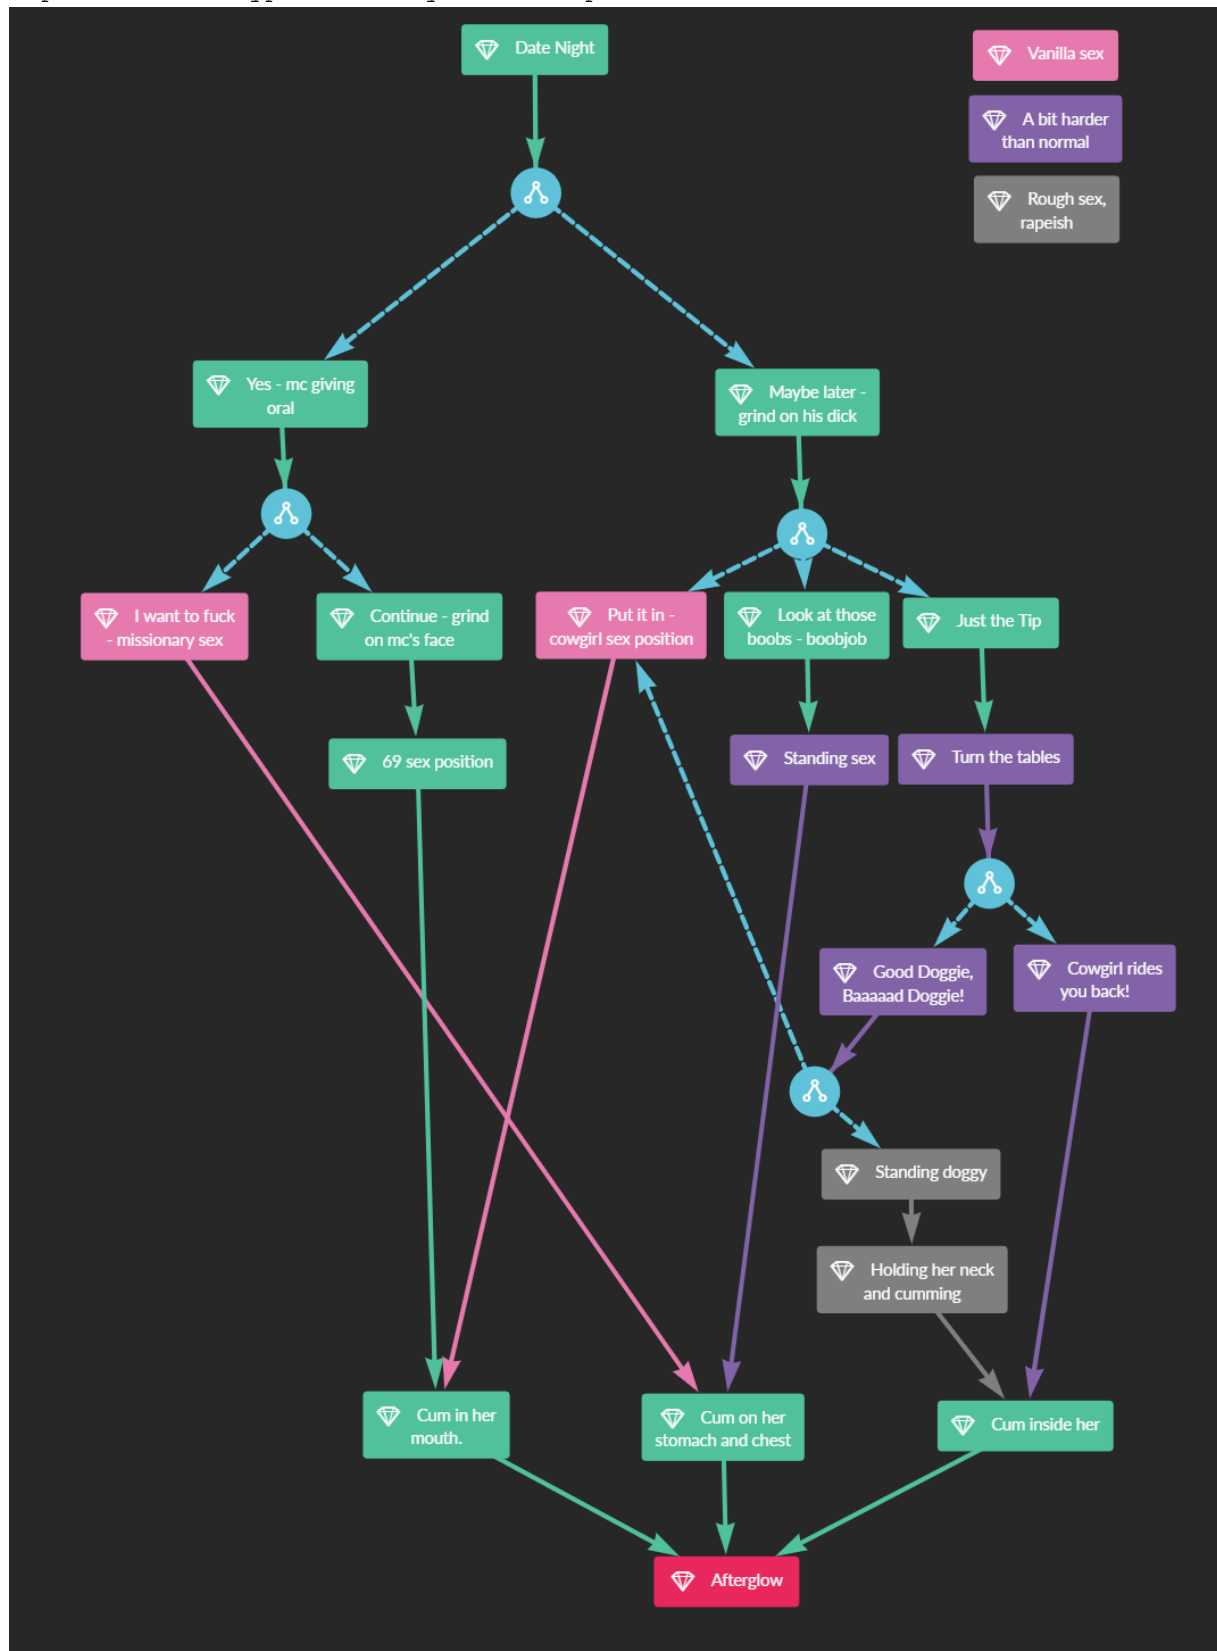 Date Night
Vanilla sex
A bit harder
than normal
Rough sex,
rapeish
Yes - mc giving
oral
Maybe later -
grind on his dick
I want to fuck
- missionary sex
Continue - grind
on mc's face
Put it in -
cowgirl sex position
Look at those
boobs - boobjob
Just the Tip
69 sex position
Standing sex
Turn the tables
Good Doggie,
Baaaaad Doggie!
Cowgirl rides
you back!
Standing doggy
Holding her neck
and cumming
Cum in her
mouth.
Cum on her
stomach and chest
Cum inside her
Afterglow